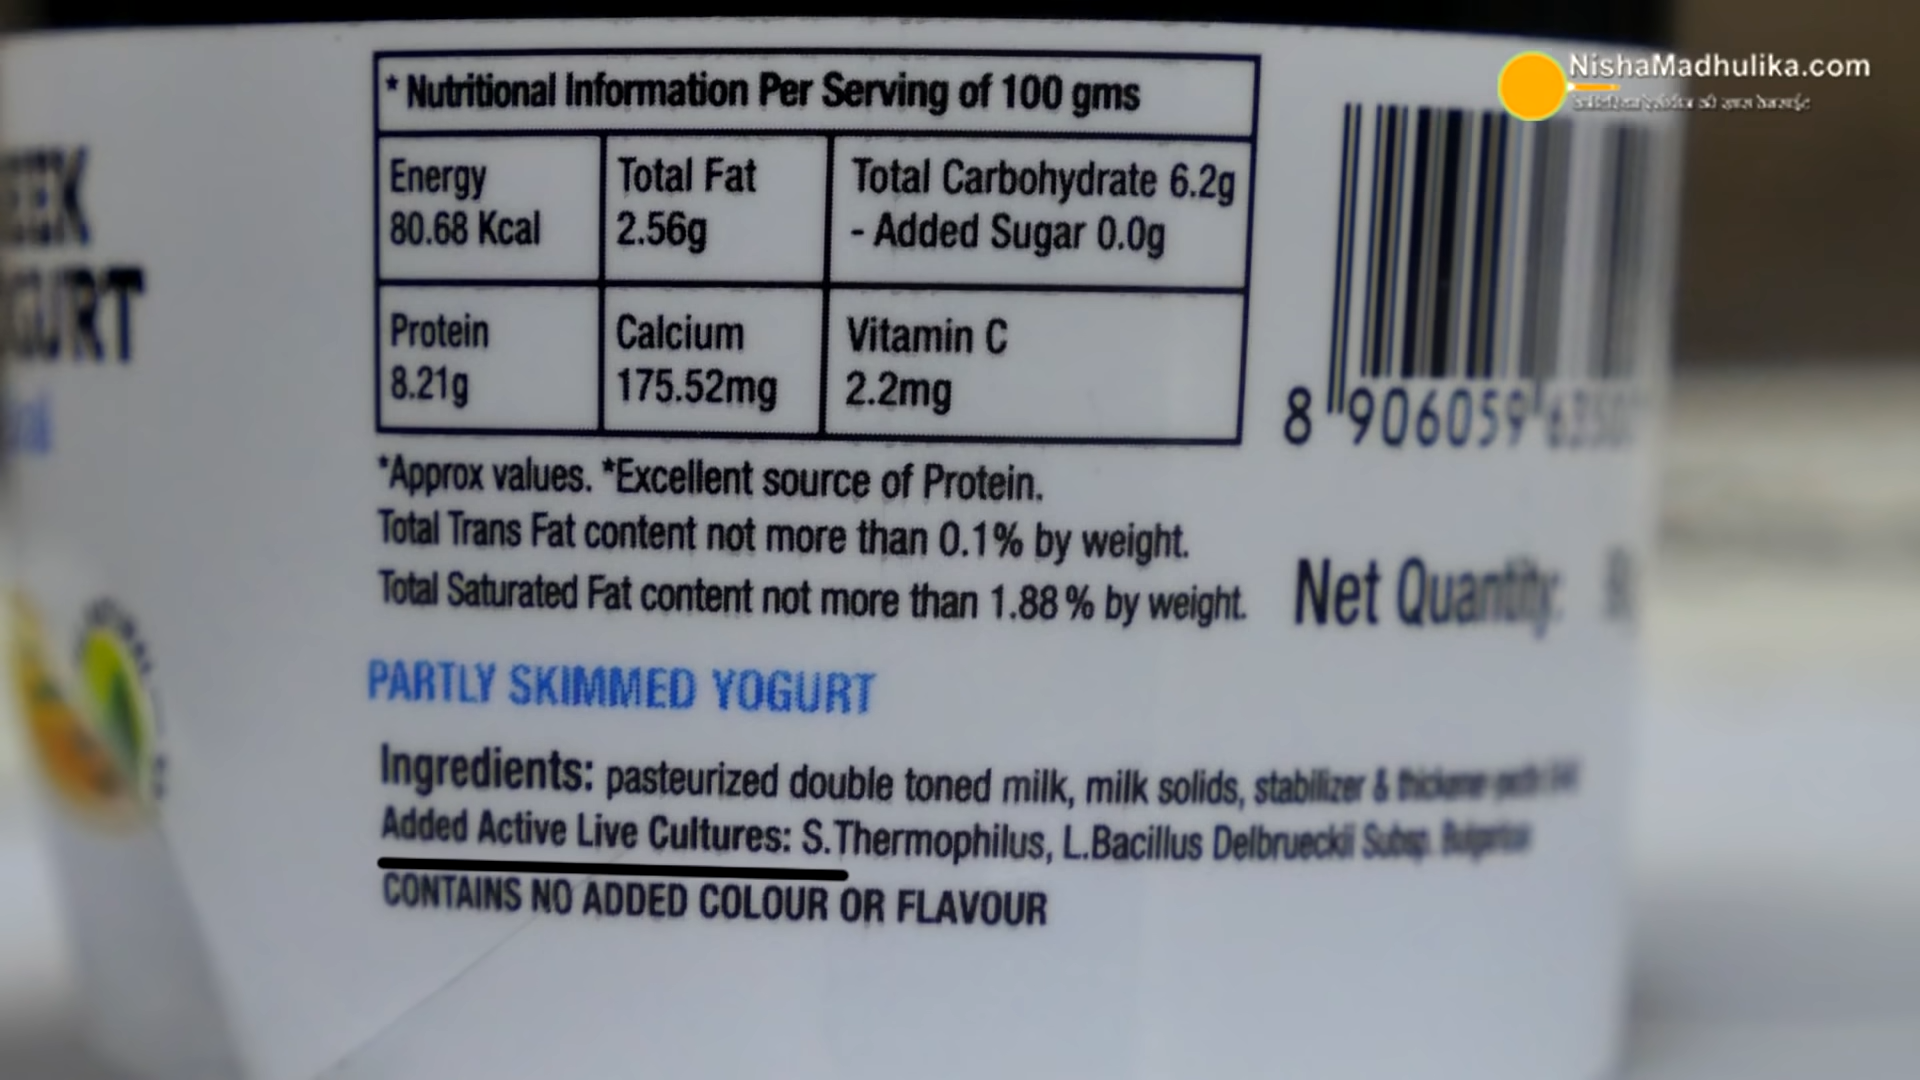 NishaMadhulika.com
* Nutritional Information Per Serving of 100 gms
Energy
80.68 Kcal
Total Fat
2.56g
Total Carbohydrate 6.2g
- Added Sugar 0.0g
Protein
8.21g
Calcium
175.52mg
Vitamin C
2.2mg
8 906059
*Approx values. *Excellent source of Protein.
Total Trans Fat content not more than 0.1% by weight.
Total Saturated Fat content not more than 1.88% by weight.
Net Quantity:
PARTLY SKIMMED YOGURT
Ingredients: pasteurized double toned milk, milk solids, stabilizer &
Added Active Live Cultures: S.Thermophilus, L.Bacillus Delbrueckii Subsp.
CONTAINS NO ADDED COLOUR OR FLAVOUR